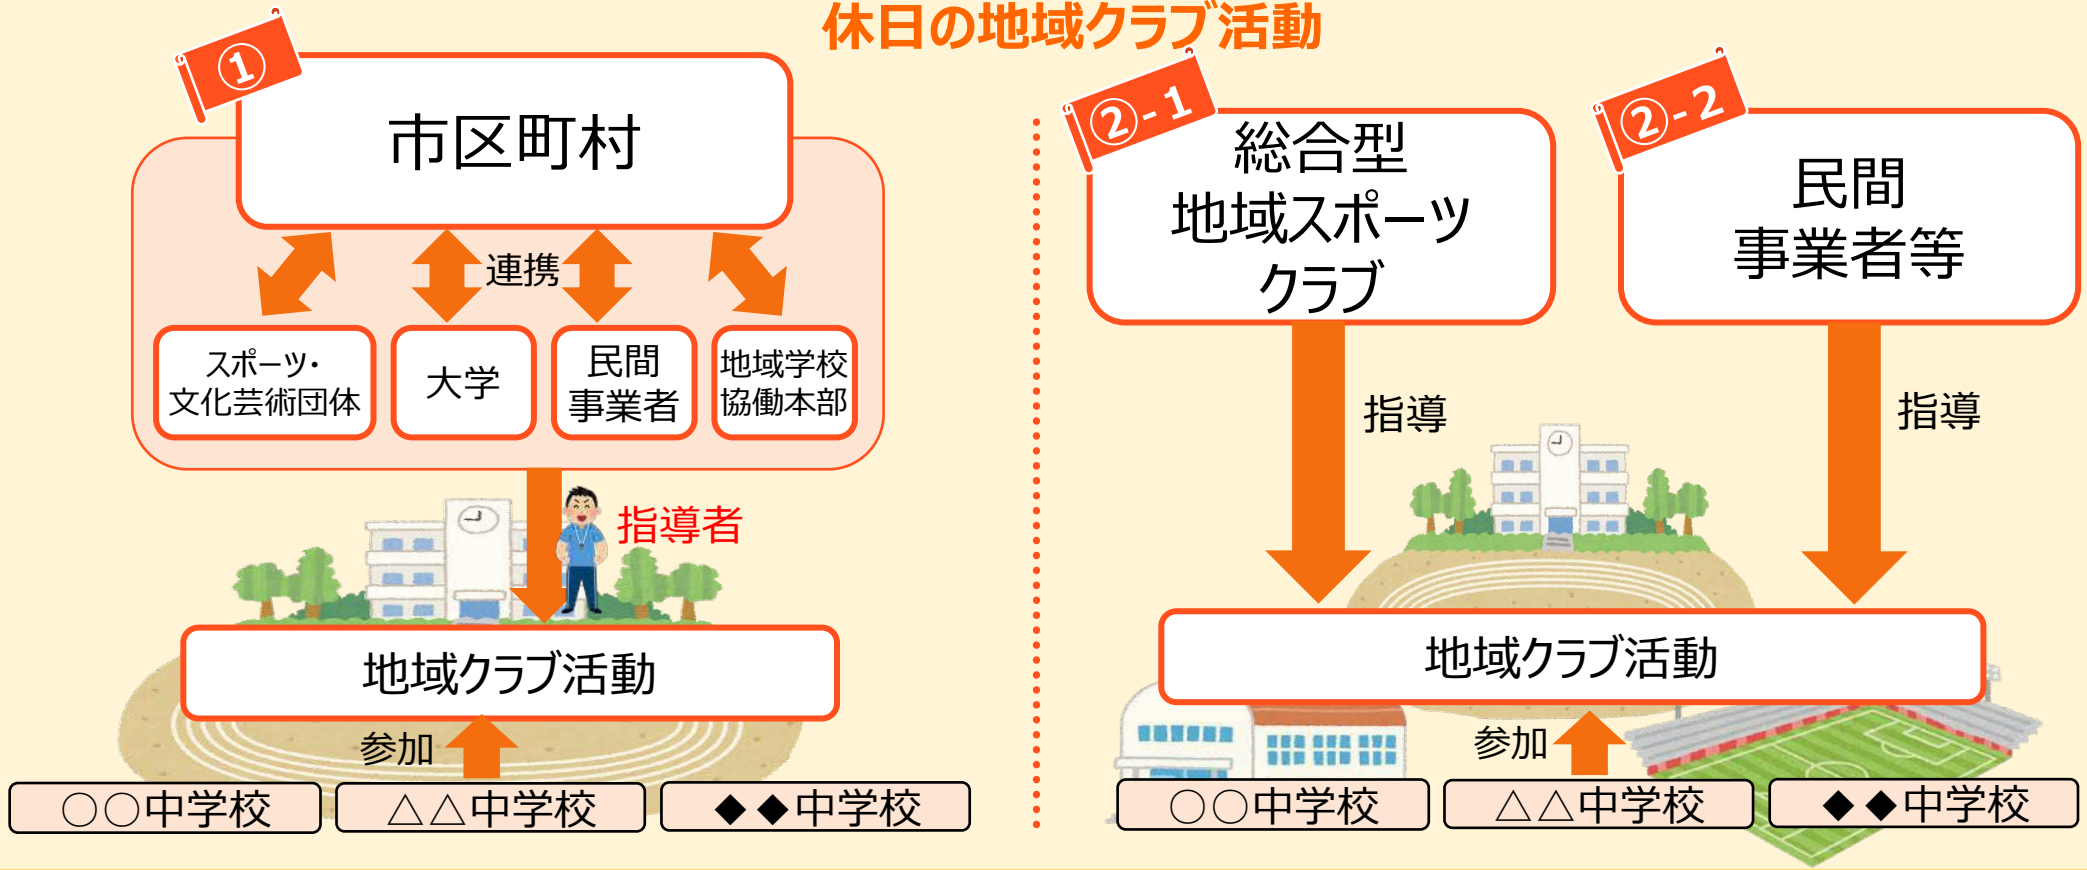 休日の地域クラブ活動
①
市区町村
連携
スポーツ・
文化芸術団体
大学
民間
事業者
地域学校
協働本部
指導者
地域クラブ活動
参加
〇〇中学校
△△中学校
◆◆中学校
②-1
総合型
地域スポーツ
クラブ
②-2
民間
事業者等
指導
指導
地域クラブ活動
参加
〇〇中学校
△△中学校
◆◆中学校